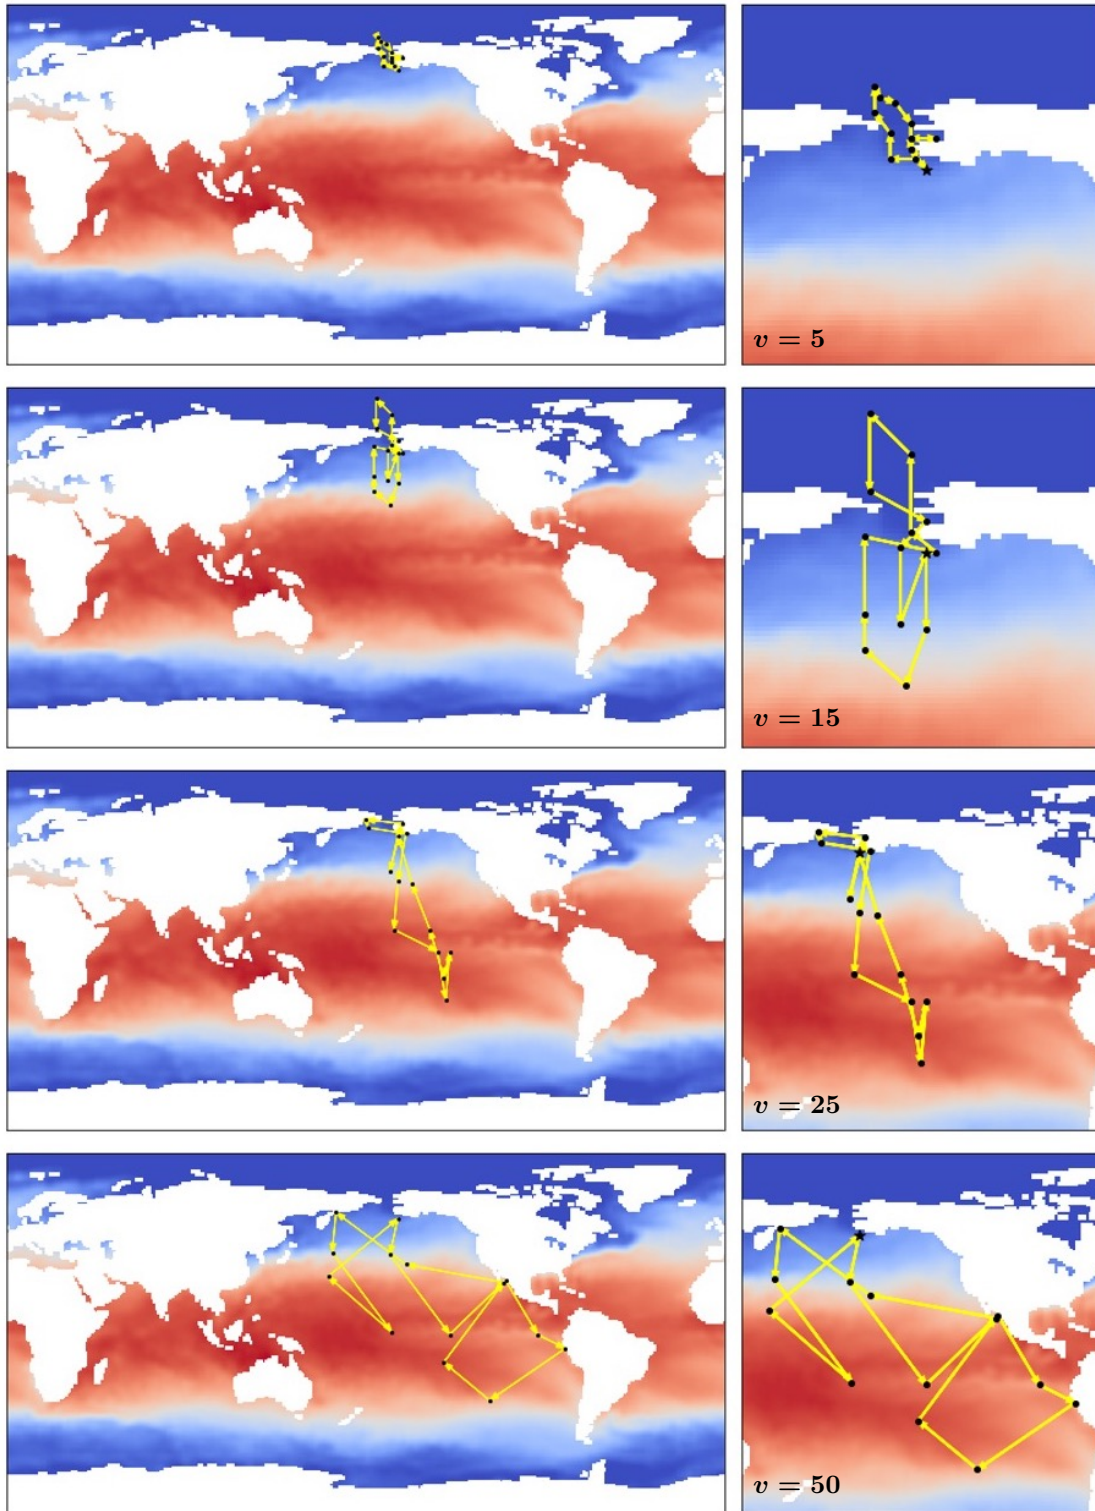 v = 5
v = 15
v = 25
v = 50